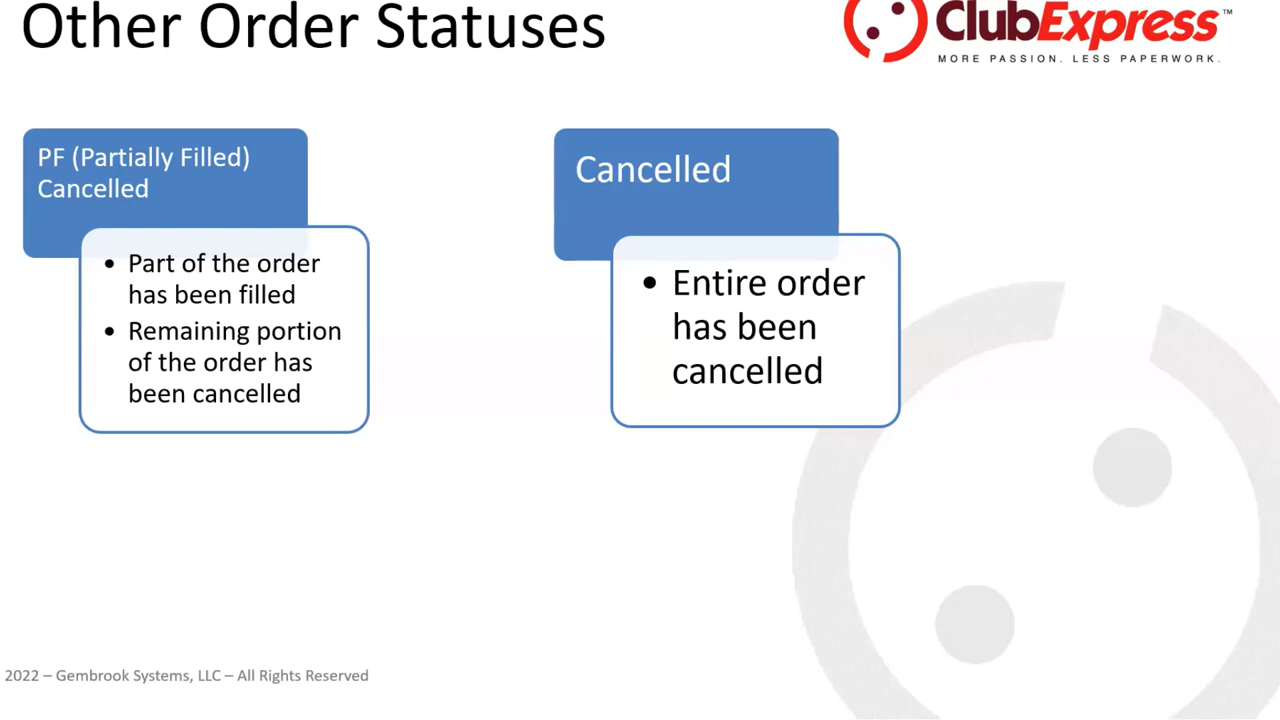 Other Order Statuses
ClubExpress™
MORE PASSION. LESS PAPERWORK.
PF (Partially Filled)
Cancelled
• Part of the order
has been filled
• Remaining portion
of the order has
been cancelled
Cancelled
• Entire order
has been
cancelled
2022 – Gembrook Systems, LLC – All Rights Reserved